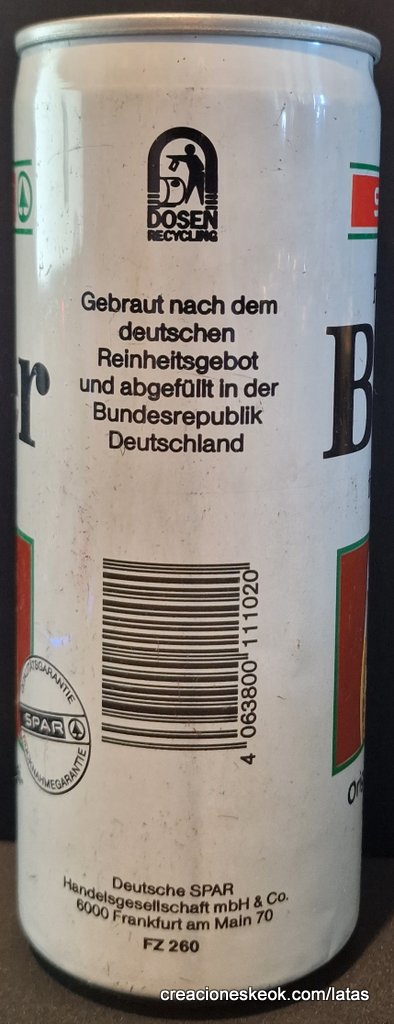 DOSEN
RECYCLING
Gebraut nach dem
deutschen
Reinheitsgebot
und abgefüllt in der
Bundesrepublik
Deutschland
r
B
4 063800 111020
SPAR
Deutsche SPAR
Handelsgesellschaft mbH & Co.
6000 Frankfurt am Main 70
FZ 260
creacioneskeok.com/latas